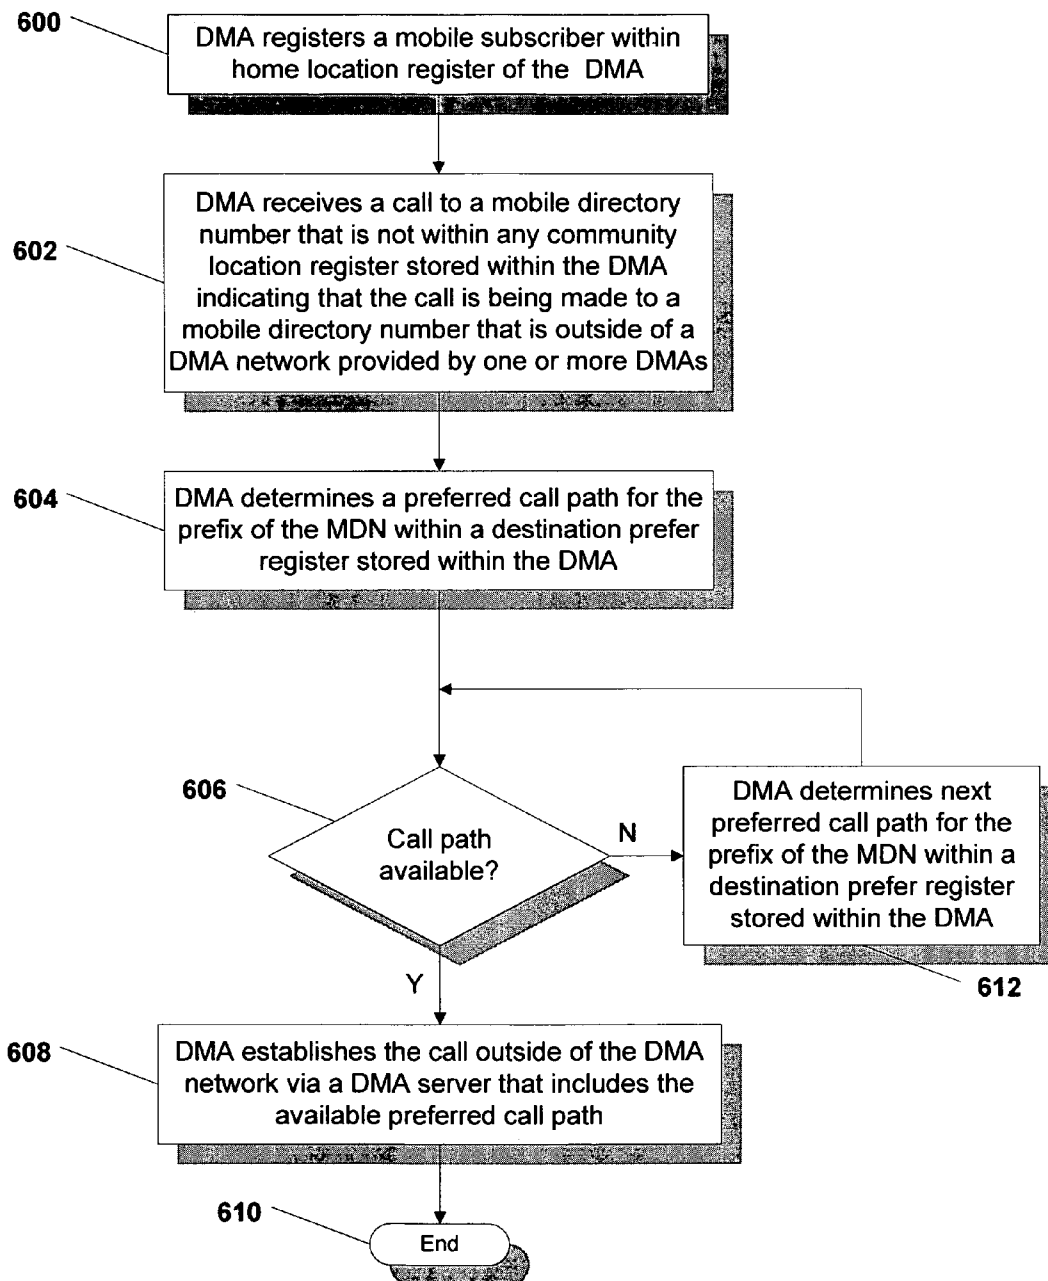 600
DMA registers a mobile subscriber within
home location register of the DMA
602
DMA receives a call to a mobile directory
number that is not within any community
location register stored within the DMA
indicating that the call is being made to a
mobile directory number that is outside of a
DMA network provided by one or more DMAs
604
DMA determines a preferred call path for the
prefix of the MDN within a destination prefer
register stored within the DMA
606
Call path
available?
N
DMA determines next
preferred call path for the
prefix of the MDN within a
destination prefer register
stored within the DMA
612
Y
608
DMA establishes the call outside of the DMA
network via a DMA server that includes the
available preferred call path
610
End